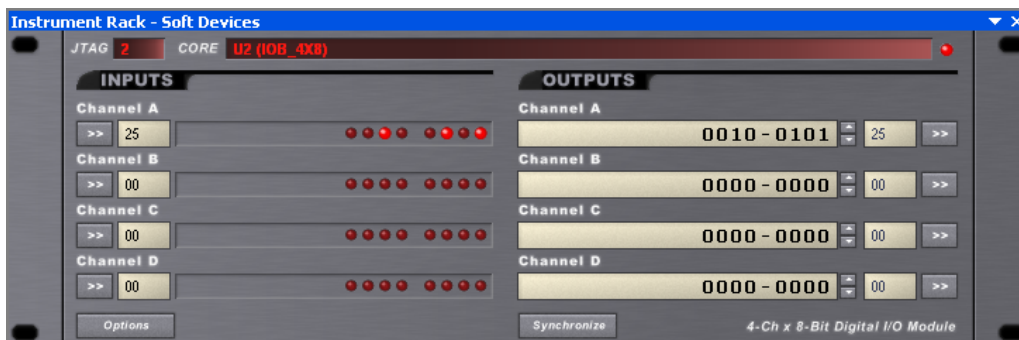 Instrument Rack - Soft Devices
JTAG 2 CORE U2 (IOB_4X8)
INPUTS OUTPUTS
Channel A Channel A
>> 25 0010-0101 25 >>
Channel B Channel B
>> 00 0000-0000 00 >>
Channel C Channel C
>> 00 0000-0000 00 >>
Channel D Channel D
>> 00 0000-0000 00 >>
Options Synchronize 4-Ch x 8-Bit Digital I/O Module